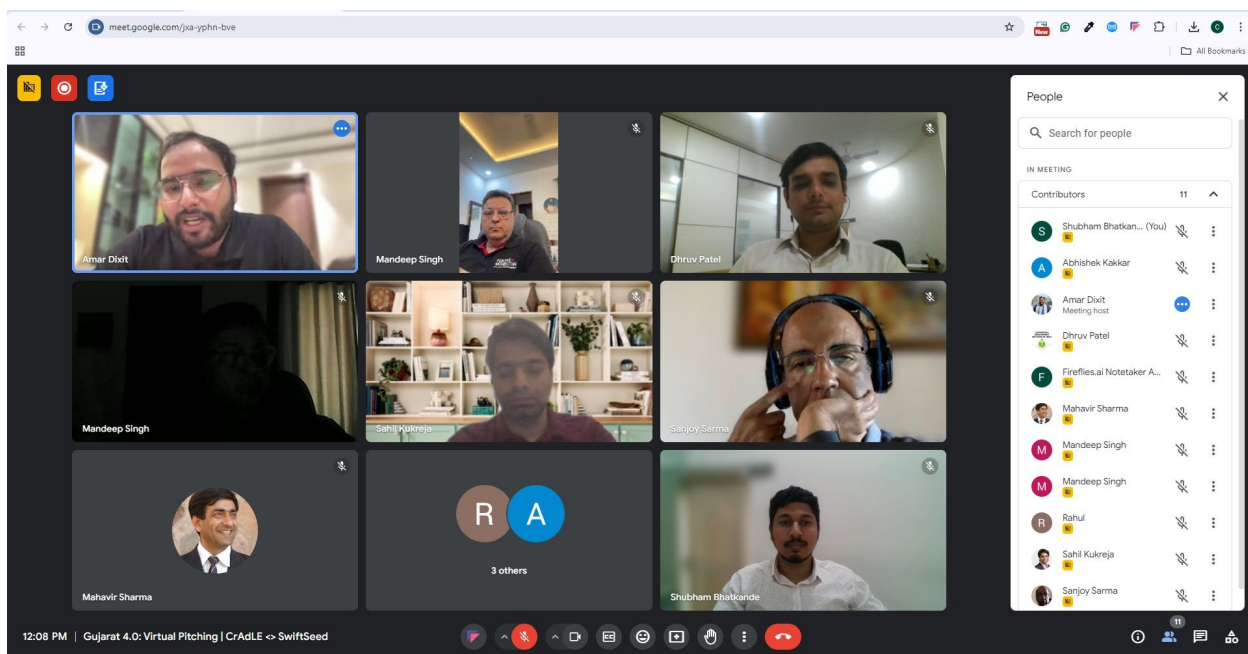 meet.google.com/jxa-yphn-bve
New
All Bookmarks
Amar Dixit
Mandeep Singh
Dhruv Patel
Mandeep Singh
Sahil Kukreja
Sanjoy Sarma
Mahavir Sharma
R A
3 others
Shubham Bhatkande
People
Search for people
IN MEETING
Contributors 11
S Shubham Bhatkan... (You)
A Abhishek Kakkar
Amar Dixit
Meeting host
Dhruv Patel
F Fireflies.ai Notetaker A...
Mahavir Sharma
M Mandeep Singh
M Mandeep Singh
R Rahul
Sahil Kukreja
Sanjoy Sarma
12:08 PM | Gujarat 4.0: Virtual Pitching | CrAdLE <> SwiftSeed
11